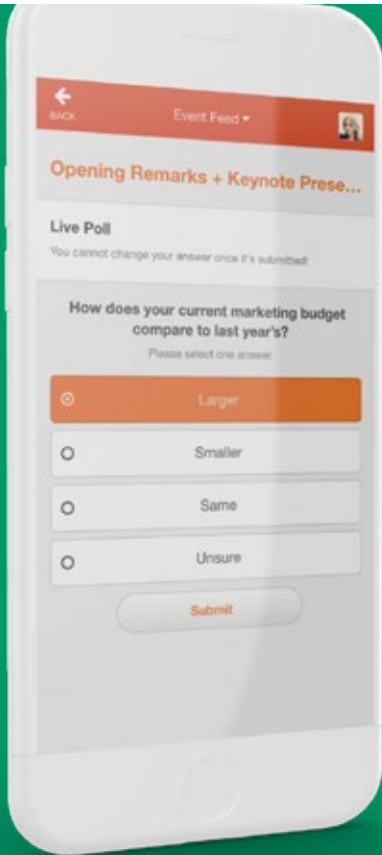 BACK
Event Feed
Opening Remarks + Keynote Prese...
Live Poll
You cannot change your answer once it's submitted!
How does your current marketing budget
compare to last year's?
Please select one answer.
Larger
Smaller
Same
Unsure
Submit